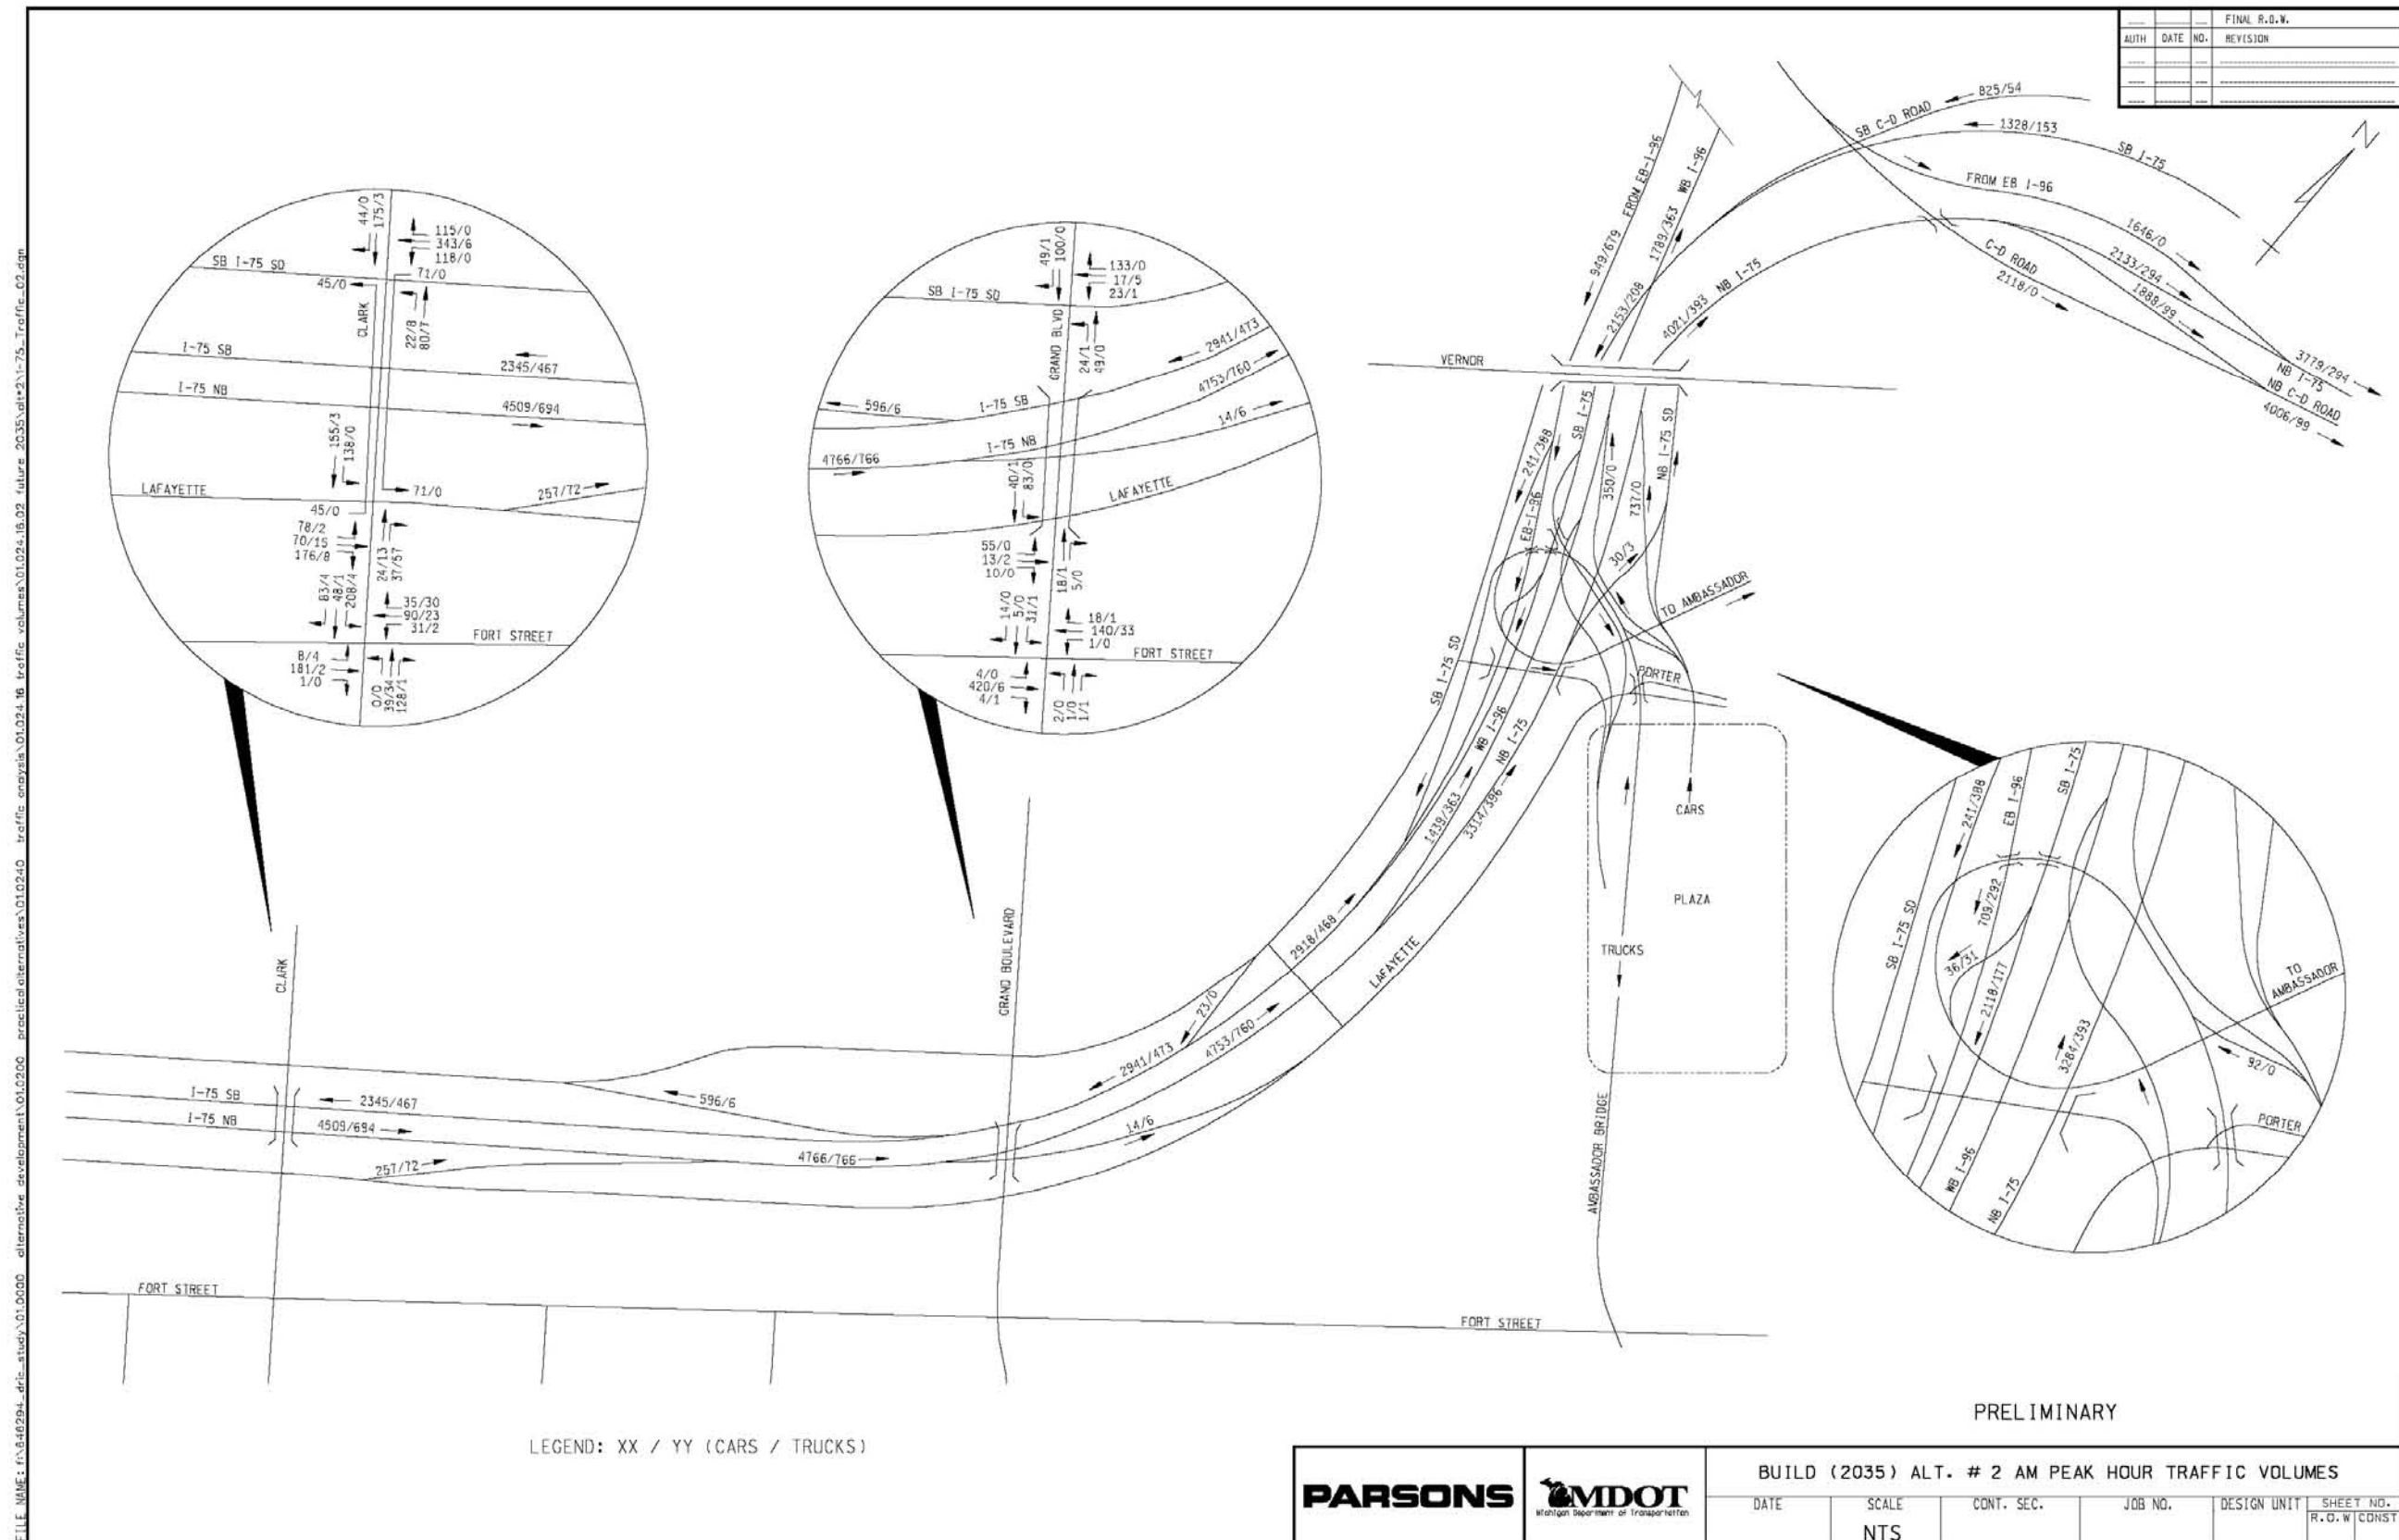 FINAL R.O.W.
AUTH DATE NO. REVISION
825/54
SB C-D ROAD
1328/153
SB I-75
FROM EB I-96
1646/0
2133/294
C-D ROAD
2118/0
1888/99
3779/294
NB I-75
NB C-D ROAD
4006/99
949/679 FROM EB-I-96
1789/363 WB I-96
2153/208
4021/393 NB I-75
VERNOR
44/0
175/3
115/0
343/6
118/0
SB I-75 SD
71/0
45/0
CLARK
22/8
80/7
I-75 SB
2345/467
I-75 NB
4509/694
155/3
138/0
LAFAYETTE
71/0
257/72
45/0
78/2
70/15
176/8
24/13
37/57
83/4
48/1
208/4
35/30
90/23
31/2
FORT STREET
8/4
181/2
1/0
0/0
39/34
128/1
49/1
100/0
133/0
17/5
23/1
SB I-75 SD
GRAND BLVD
24/1
49/0
2941/473
4753/760
596/6
I-75 SB
14/6
I-75 NB
4766/766
40/1
83/0
LAFAYETTE
55/0
13/2
10/0
18/1
5/0
14/0
5/0
18/1
140/33
1/0
FORT STREET
4/0
420/6
4/1
2/0
1/0
1/1
241/388
SB I-75
EB-I-96
350/0
737/0
NB I-75 SD
30/3
TO AMBASSADOR
SB I-75 SD
PORTER
WB I-96
NB I-75
1439/363
3314/396
CARS
PLAZA
TRUCKS
AMBASSADOR BRIDGE
2918/468
LAFAYETTE
23/0
2941/473
4753/760
CLARK
GRAND BOULEVARD
I-75 SB
2345/467
596/6
I-75 NB
4509/694
14/6
257/72
4766/766
FORT STREET
FORT STREET
241/388
EB I-96
SB I-75
SB I-75 SD
709/292
36/31
2118/177
3284/393
TO
AMBASSADOR
92/0
PORTER
WB I-96
NB I-75
PRELIMINARY
LEGEND: XX / YY (CARS / TRUCKS)
PARSONS
MDOT
Michigan Department of Transportation
BUILD (2035) ALT. # 2 AM PEAK HOUR TRAFFIC VOLUMES
DATE SCALE CONT. SEC. JOB NO. DESIGN UNIT SHEET NO.
NTS
R.O.W CONST